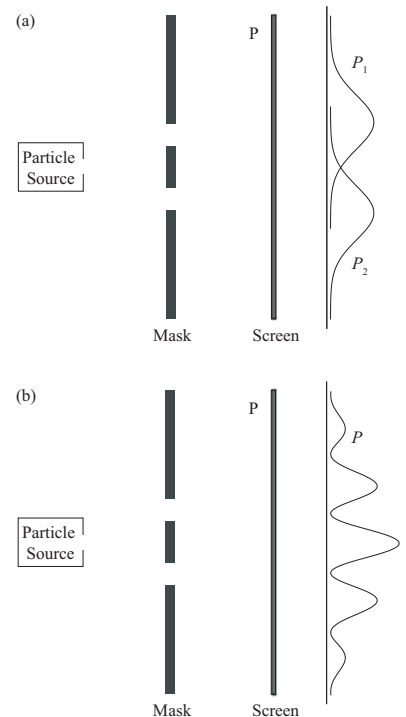 (a)
P
P₁
Particle
Source
P₂
Mask
Screen
(b)
P
P
Particle
Source
Mask
Screen